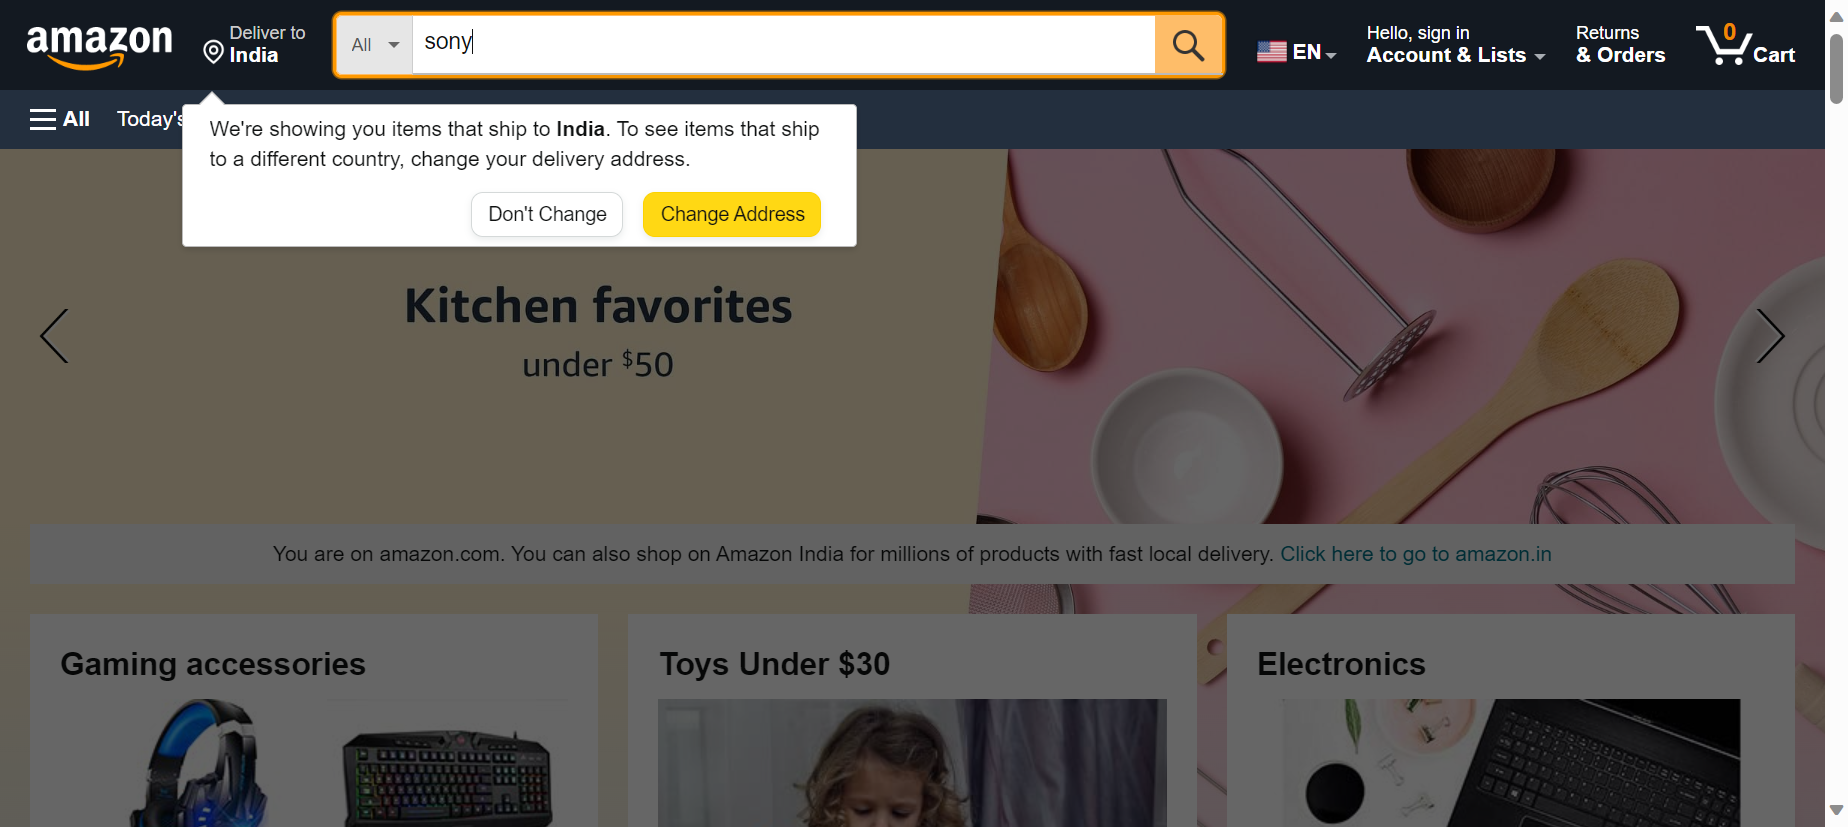 amazon
Deliver to
India
All
sony
EN
Hello, sign in
Account & Lists
Returns
& Orders
0
Cart
All
Today's
We're showing you items that ship to India. To see items that ship
to a different country, change your delivery address.
Don't Change
Change Address
Kitchen favorites
under $50
You are on amazon.com. You can also shop on Amazon India for millions of products with fast local delivery. Click here to go to amazon.in
Gaming accessories
Toys Under $30
Electronics